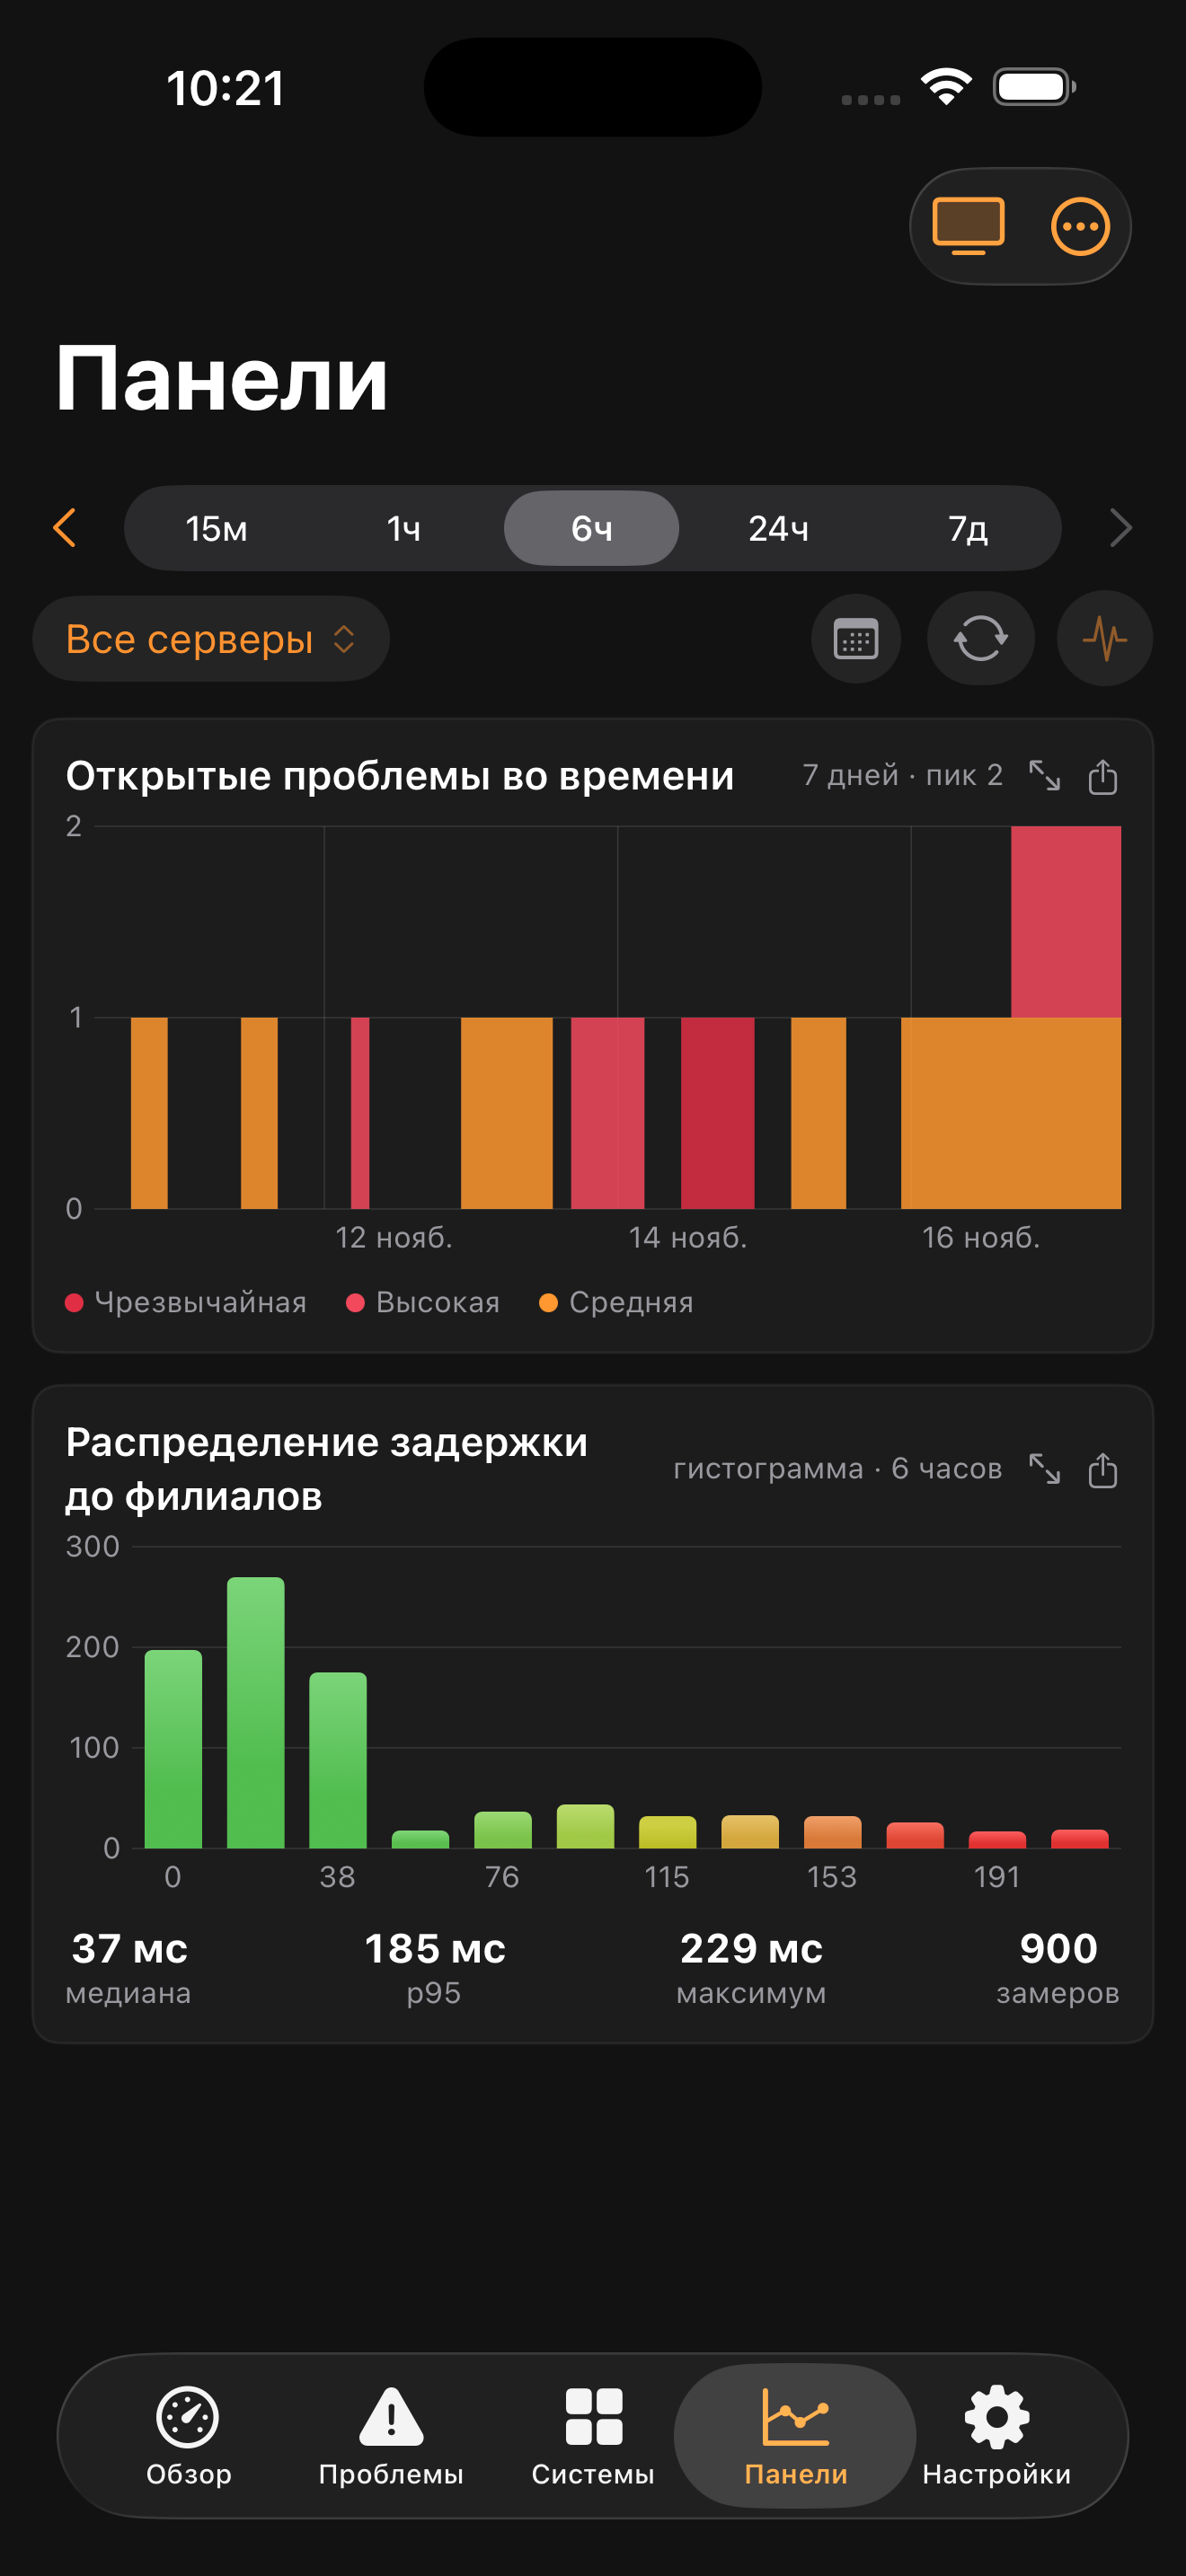 10:21
Панели
15м 1ч 6ч 24ч 7д
Все серверы
Открытые проблемы во времени 7 дней · пик 2
2
1
0
12 нояб. 14 нояб. 16 нояб.
Чрезвычайная Высокая Средняя
Распределение задержки
до филиалов
гистограмма · 6 часов
300
200
100
0
0 38 76 115 153 191
37 мс 185 мс 229 мс 900
медиана p95 максимум замеров
Обзор Проблемы Системы Панели Настройки